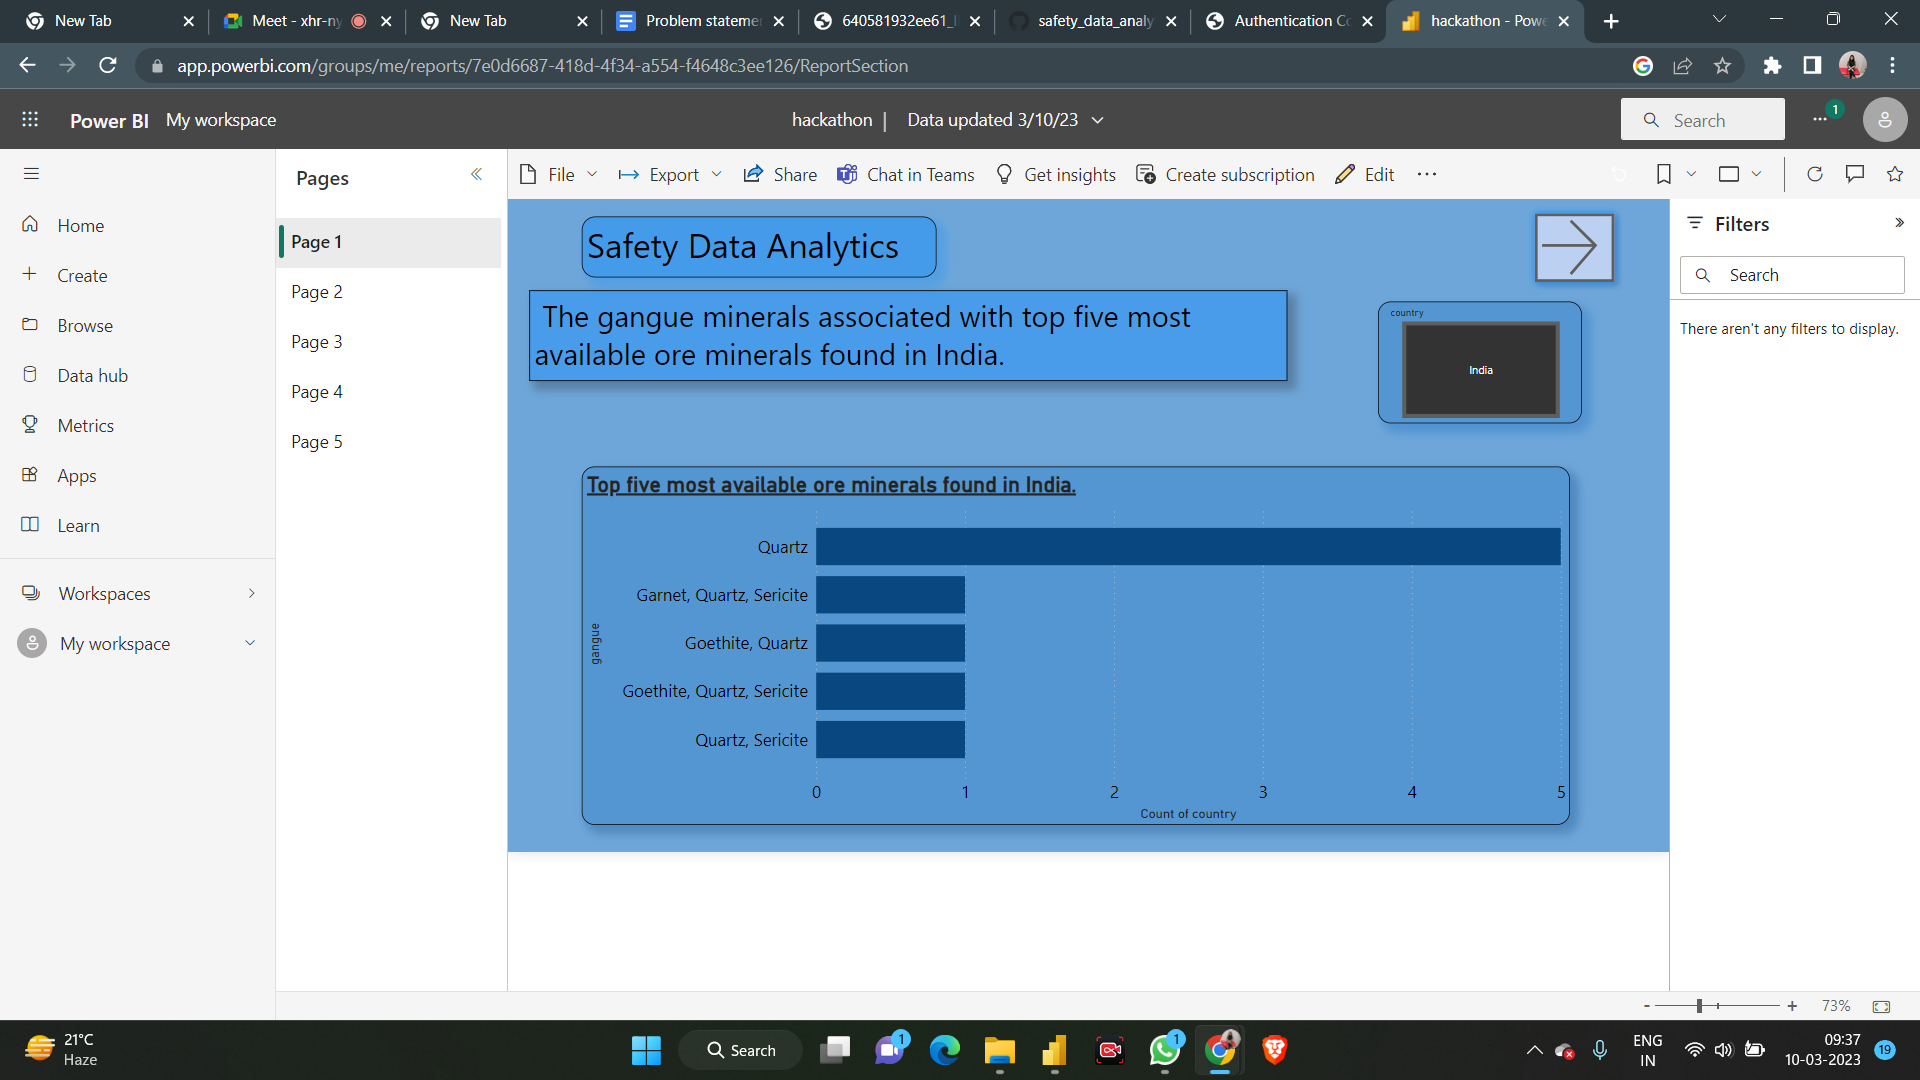 New Tab
Meet - xhr-ny
New Tab
Problem stateme
640581932ee61_
safety_data_analy
Authentication Co
hackathon - Powe
app.powerbi.com/groups/me/reports/7e0d6687-418d-4f34-a554-f4648c3ee126/ReportSection
Power BI My workspace
hackathon | Data updated 3/10/23
Search
1
Home
Create
Browse
Data hub
Metrics
Apps
Learn
Workspaces
My workspace
Pages
Page 1
Page 2
Page 3
Page 4
Page 5
File
Export
Share
Chat in Teams
Get insights
Create subscription
Edit
Safety Data Analytics
The gangue minerals associated with top five most
available ore minerals found in India.
country
India
Top five most available ore minerals found in India.
gangue
Quartz
Garnet, Quartz, Sericite
Goethite, Quartz
Goethite, Quartz, Sericite
Quartz, Sericite
0 1 2 3 4 5
Count of country
Filters
Search
There aren't any filters to display.
- + 73%
21°C
Haze
Search
1
1
ENG
IN
09:37
10-03-2023
19